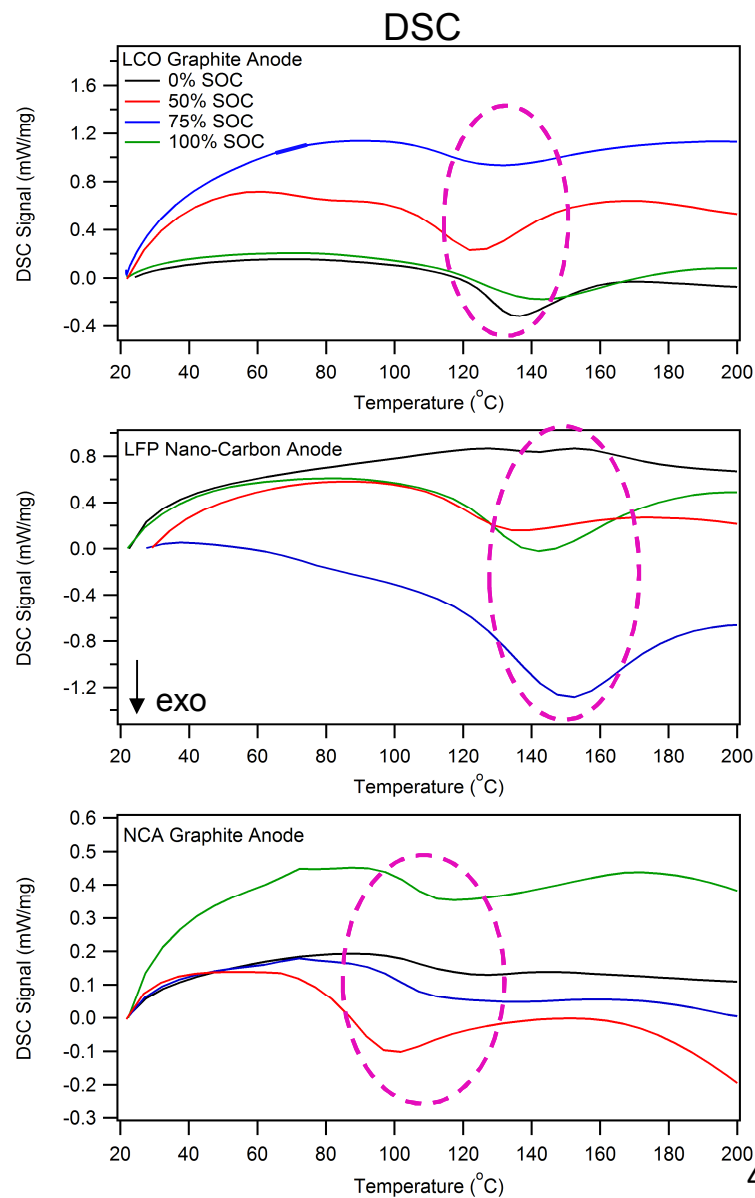 DSC
LCO Graphite Anode
0% SOC
50% SOC
75% SOC
100% SOC
1.6
1.2
0.8
0.4
0.0
-0.4
DSC Signal (mW/mg)
20 40 60 80 100 120 140 160 180 200
Temperature (°C)
LFP Nano-Carbon Anode
0.8
0.4
0.0
-0.4
-0.8
-1.2
DSC Signal (mW/mg)
exo
20 40 60 80 100 120 140 160 180 200
Temperature (°C)
NCA Graphite Anode
0.6
0.5
0.4
0.3
0.2
0.1
0.0
-0.1
-0.2
-0.3
DSC Signal (mW/mg)
20 40 60 80 100 120 140 160 180 200
Temperature (°C)